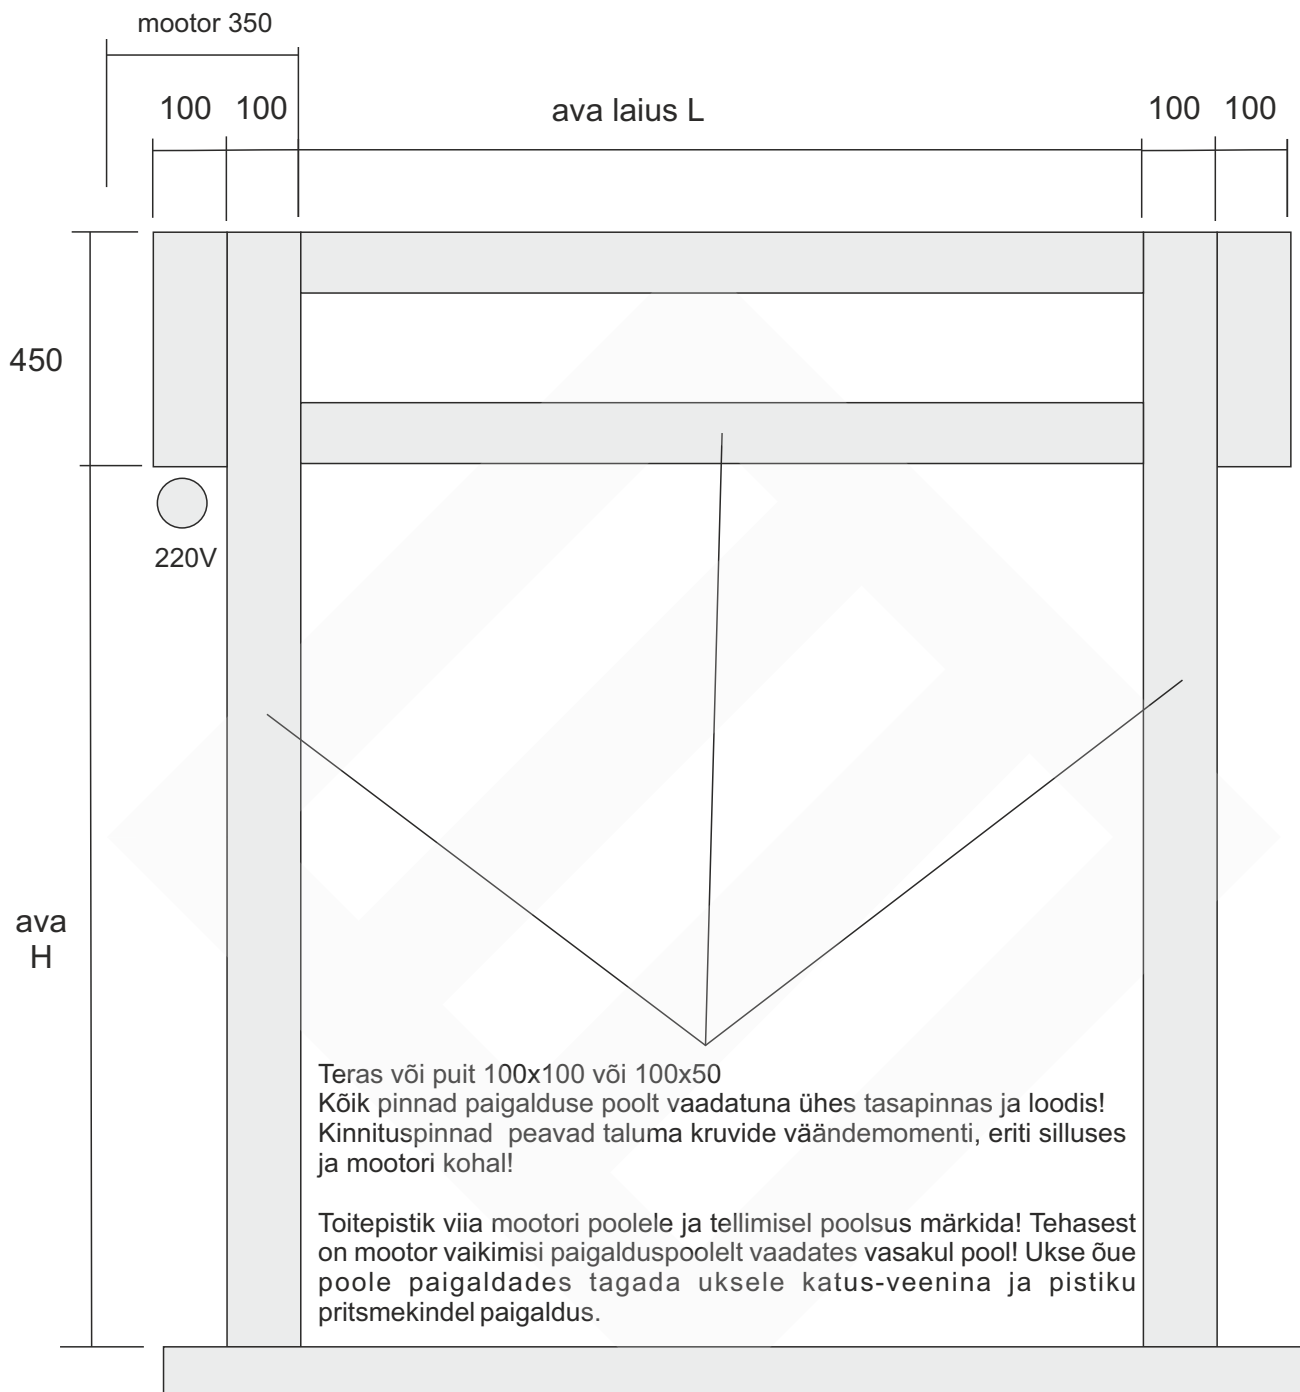 mootor 350
100 100 ava laius L 100 100
450
220V
ava
H
Teras või puit 100x100 või 100x50
Kõik pinnad paigalduse poolt vaadatuna ühes tasapinnas ja loodis!
Kinnituspinnad peavad taluma kruvide väändemomenti, eriti silluses
ja mootori kohal!
Toitepistik viia mootori poolele ja tellimisel poolsus märkida! Tehasest
on mootor vaikimisi paigalduspoolelt vaadates vasakul pool! Ukse õue
poole paigaldades tagada uksele katus-veenina ja pistiku
pritsmekindel paigaldus.